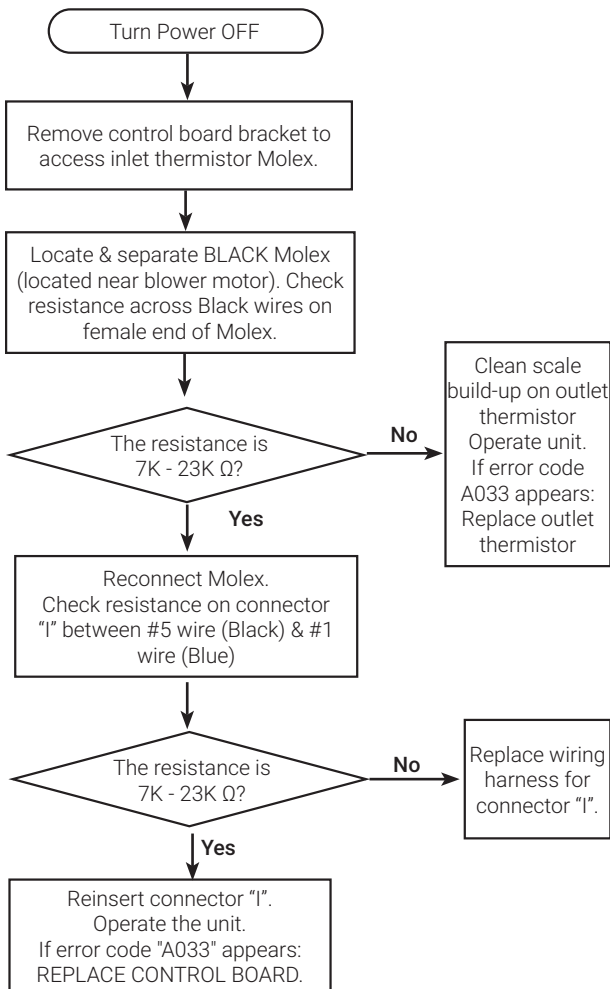 Turn Power OFF
Remove control board bracket to
access inlet thermistor Molex.
Locate & separate BLACK Molex
(located near blower motor). Check
resistance across Black wires on
female end of Molex.
The resistance is
7K - 23K Ω?
No
Clean scale
build-up on outlet
thermistor
Operate unit.
If error code
A033 appears:
Replace outlet
thermistor
Yes
Reconnect Molex.
Check resistance on connector
“I” between #5 wire (Black) & #1
wire (Blue)
The resistance is
7K - 23K Ω?
No
Replace wiring
harness for
connector “I”.
Yes
Reinsert connector “I”.
Operate the unit.
If error code "A033" appears:
REPLACE CONTROL BOARD.